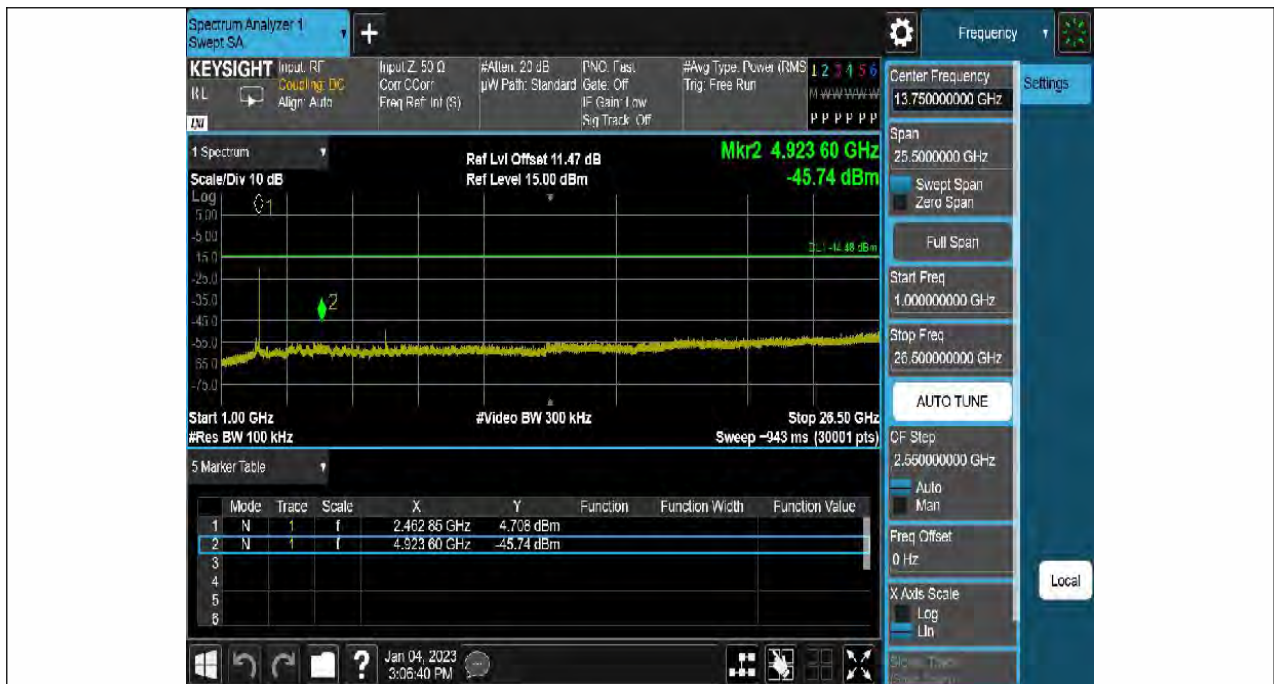 Spectrum Analyzer 1
Swept SA
+
Frequency
KEYSIGHT
RL
LXI
Input: RF
Coupling: DC
Align: Auto
Input Z: 50 Ω
Corr CCorr
Freq Ref: Int (S)
#Atten: 20 dB
µW Path: Standard
PNO: Fast
Gate: Off
IF Gain: Low
Sig Track: Off
#Avg Type: Power (RMS
Trig: Free Run
1 2 3 4 5 6
M W W W W W
P P P P P P
1 Spectrum
Scale/Div 10 dB
Log
Ref Lvl Offset 11.47 dB
Ref Level 15.00 dBm
Mkr2 4.923 60 GHz
-45.74 dBm
1
2
DL1 -14.48 dBm
5.00
-5.00
-15.0
-25.0
-35.0
-45.0
-55.0
-65.0
-75.0
Start 1.00 GHz
#Res BW 100 kHz
#Video BW 300 kHz
Stop 26.50 GHz
Sweep ~943 ms (30001 pts)
5 Marker Table
Mode Trace Scale X Y Function Function Width Function Value
1 N 1 f 2.462 85 GHz 4.708 dBm
2 N 1 f 4.923 60 GHz -45.74 dBm
3
4
5
6
Jan 04, 2023
3:06:40 PM
?
Settings
Center Frequency
13.750000000 GHz
Span
25.5000000 GHz
Swept Span
Zero Span
Full Span
Start Freq
1.000000000 GHz
Stop Freq
26.500000000 GHz
AUTO TUNE
CF Step
2.550000000 GHz
Auto
Man
Freq Offset
0 Hz
X Axis Scale
Log
Lin
Local